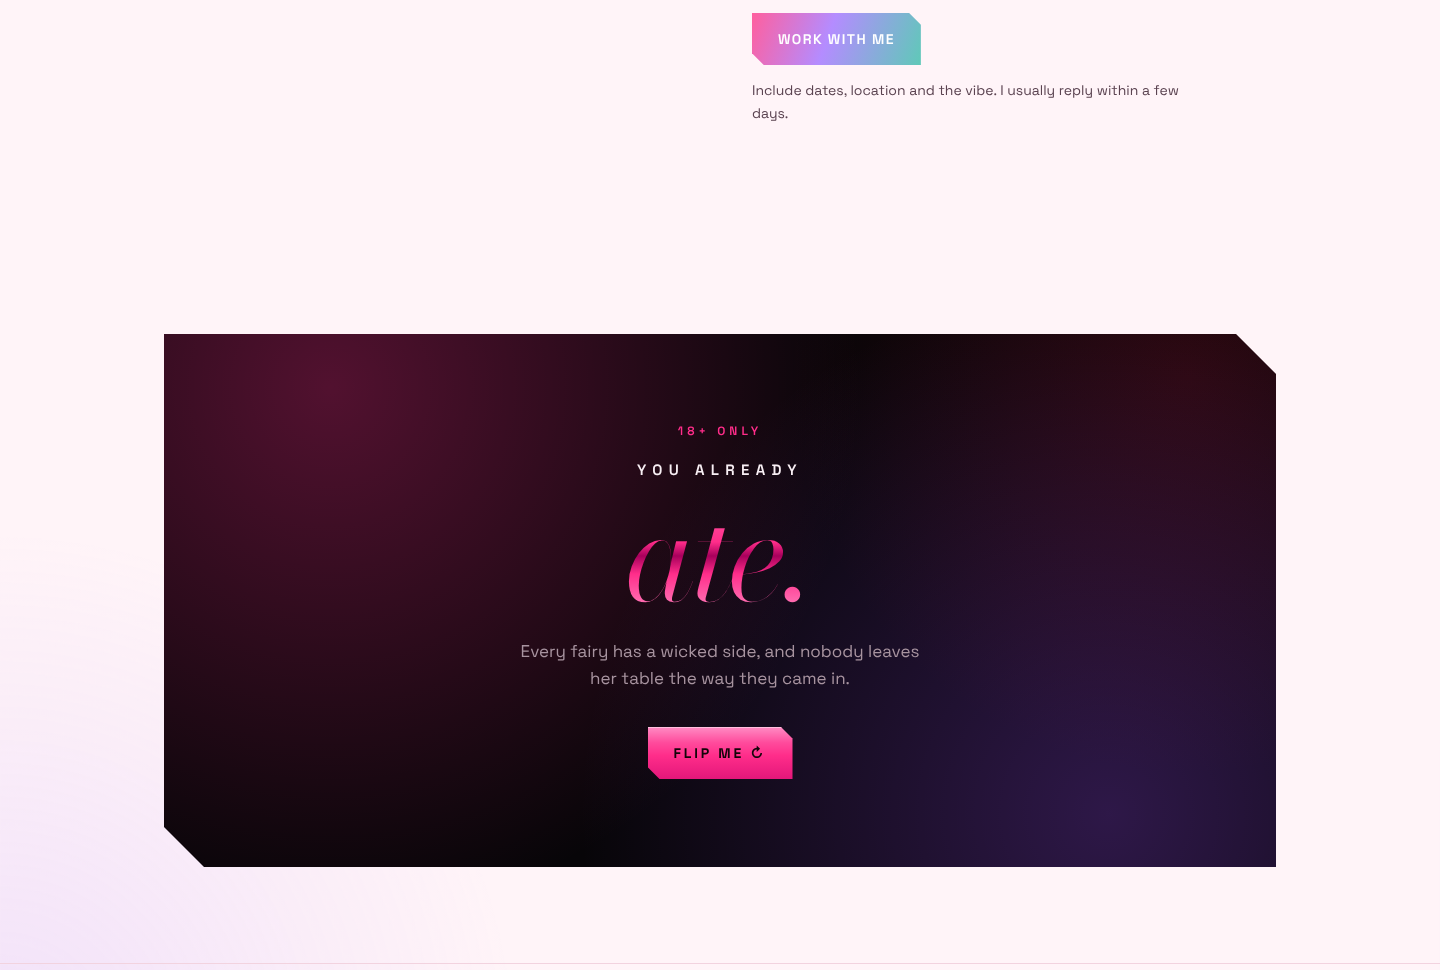 WORK WITH ME
Include dates, location and the vibe. I usually reply within a few
days.
18+ ONLY
YOU ALREADY
ate.
Every fairy has a wicked side, and nobody leaves
her table the way they came in.
FLIP ME ↻